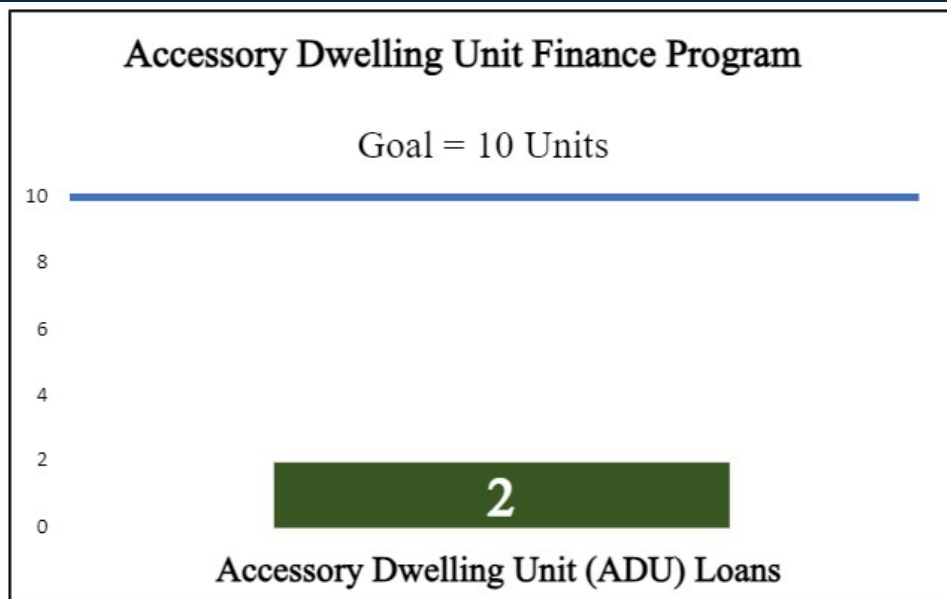 Accessory Dwelling Unit Finance Program
Goal = 10 Units
10
8
6
4
2
0
2
Accessory Dwelling Unit (ADU) Loans